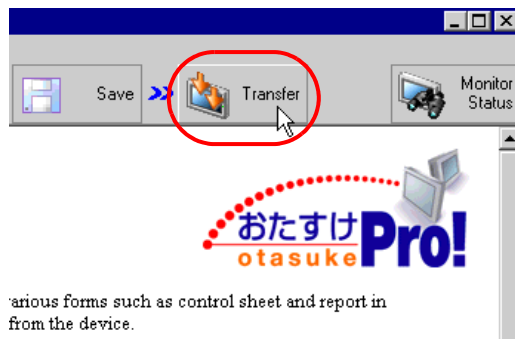 Save
Transfer
Monitor
Status
おたすけ Pro!
otasuke
various forms such as control sheet and report in
from the device.